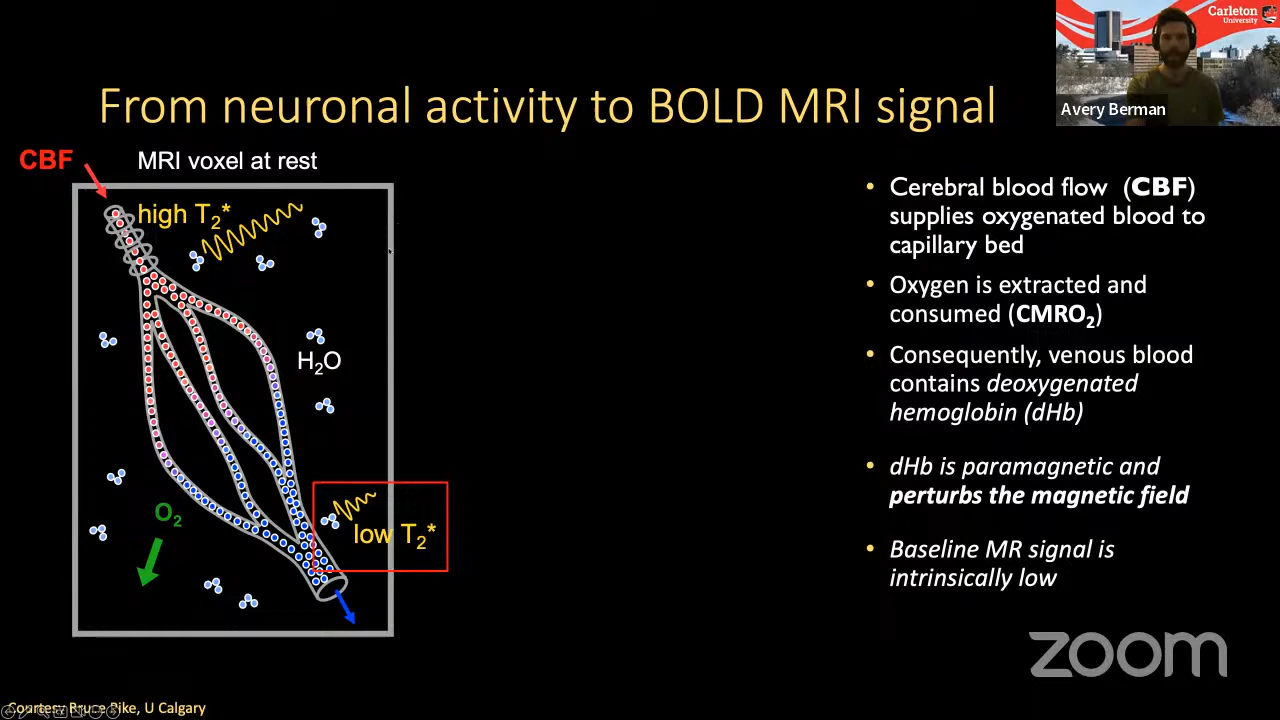 Carleton
University
Avery Berman
From neuronal activity to BOLD MRI signal
CBF
MRI voxel at rest
high T₂*
H₂O
O₂
low T₂*
• Cerebral blood flow (CBF)
supplies oxygenated blood to
capillary bed
• Oxygen is extracted and
consumed (CMRO₂)
• Consequently, venous blood
contains deoxygenated
hemoglobin (dHb)
• dHb is paramagnetic and
perturbs the magnetic field
• Baseline MR signal is
intrinsically low
zoom
Courtesy Bruce Pike, U Calgary